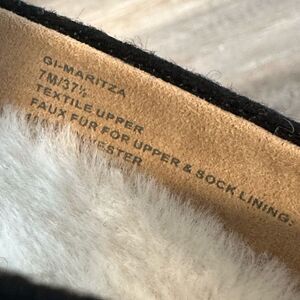 GI-MARITZA
7M/37½
TEXTILE UPPER
FAUX FUR FOR UPPER & SOCK LINING: